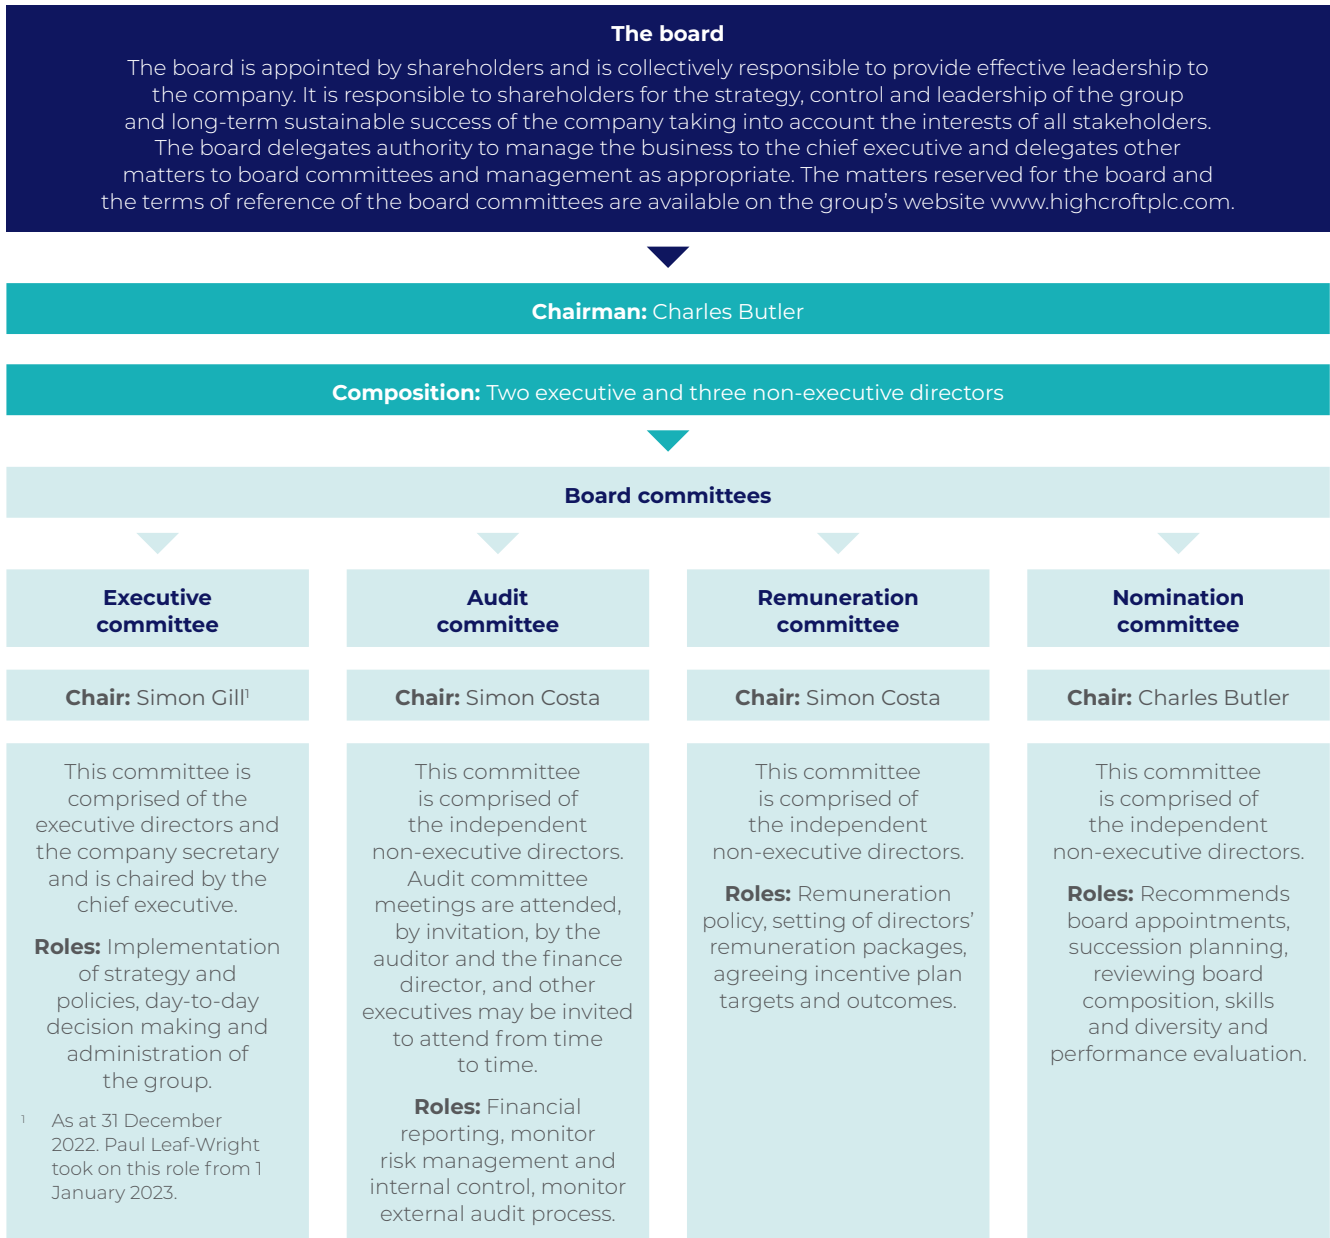 The board
The board is appointed by shareholders and is collectively responsible to provide effective leadership to
the company. It is responsible to shareholders for the strategy, control and leadership of the group
and long-term sustainable success of the company taking into account the interests of all stakeholders.
The board delegates authority to manage the business to the chief executive and delegates other
matters to board committees and management as appropriate. The matters reserved for the board and
the terms of reference of the board committees are available on the group's website www.highcroftplc.com.
Chairman: Charles Butler
Composition: Two executive and three non-executive directors
Board committees
Executive
committee
Chair: Simon Gill¹
This committee is
comprised of the
executive directors and
the company secretary
and is chaired by the
chief executive.
Roles: Implementation
of strategy and
policies, day-to-day
decision making and
administration of
the group.
¹ As at 31 December
2022. Paul Leaf-Wright
took on this role from 1
January 2023.
Audit
committee
Chair: Simon Costa
This committee
is comprised of
the independent
non-executive directors.
Audit committee
meetings are attended,
by invitation, by the
auditor and the finance
director, and other
executives may be invited
to attend from time
to time.
Roles: Financial
reporting, monitor
risk management and
internal control, monitor
external audit process.
Remuneration
committee
Chair: Simon Costa
This committee
is comprised of
the independent
non-executive directors.
Roles: Remuneration
policy, setting of directors'
remuneration packages,
agreeing incentive plan
targets and outcomes.
Nomination
committee
Chair: Charles Butler
This committee
is comprised of
the independent
non-executive directors.
Roles: Recommends
board appointments,
succession planning,
reviewing board
composition, skills
and diversity and
performance evaluation.